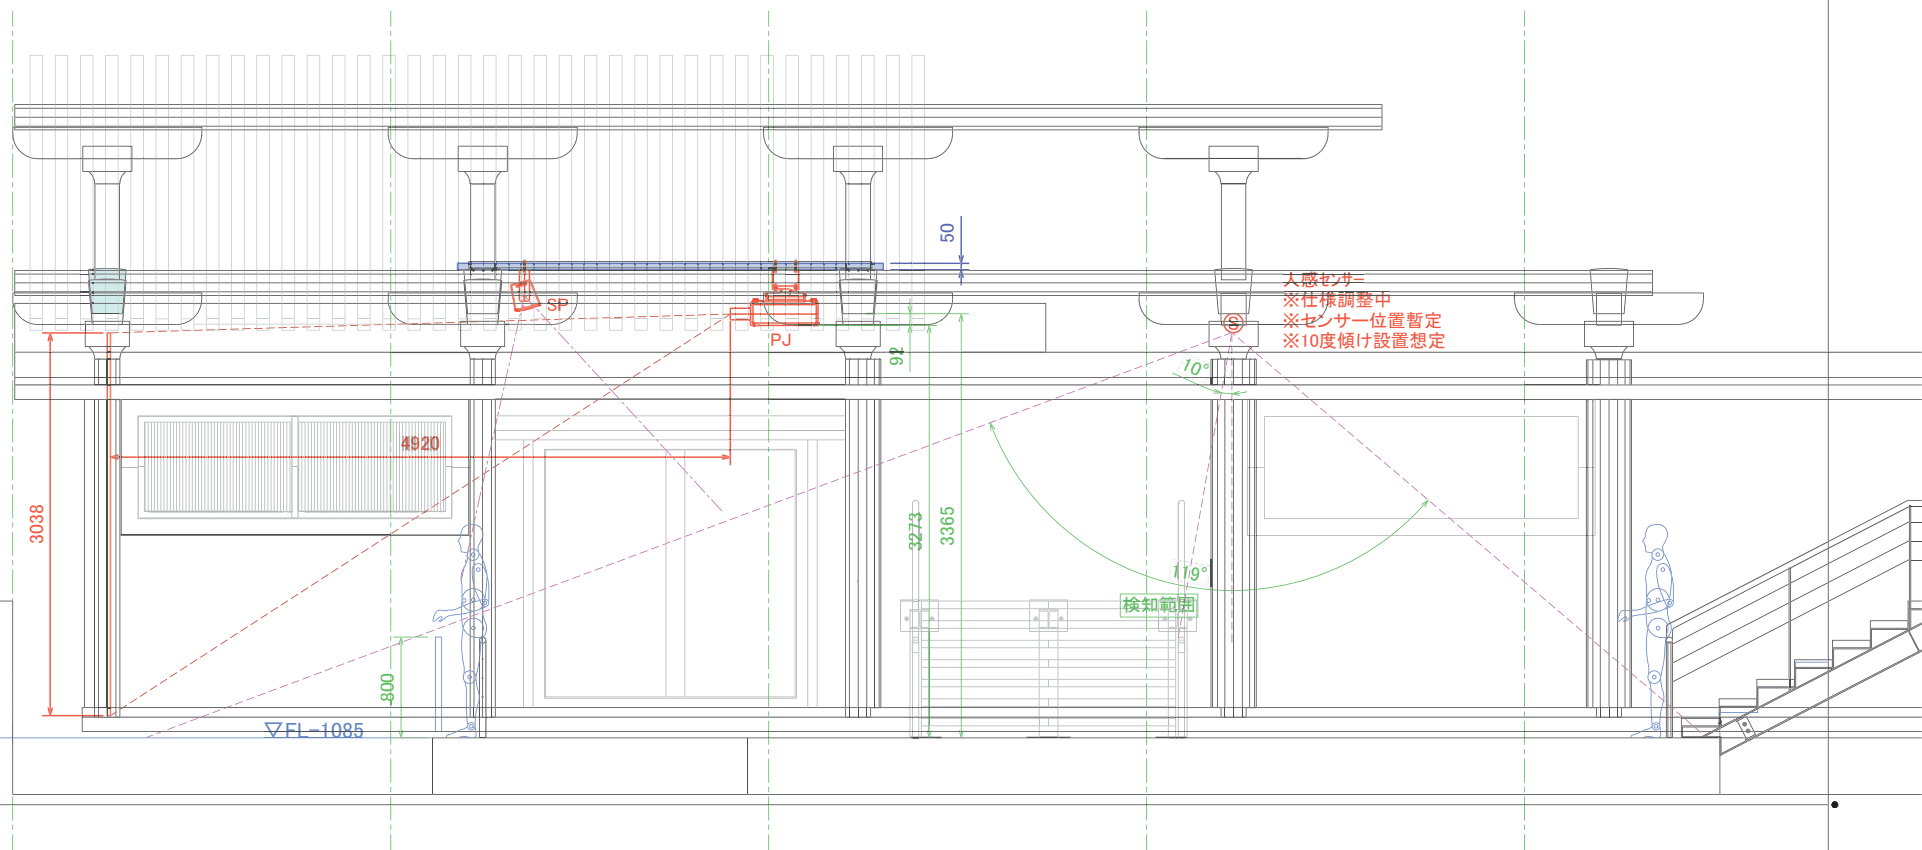 50
人感センサー
※仕様調整中
※センサー位置暫定
※10度傾け設置想定
SP
S
PJ
92
10°
4920
3038
3273
3365
119°
検知範囲
800
▽FL-1085